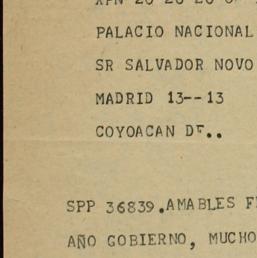 PALACIO NACIONAL
SR SALVADOR NOVO
MADRID 13--13
COYOACAN DF..
SPP 36839.AMABLES
AÑO GOBIERNO, MUCHO